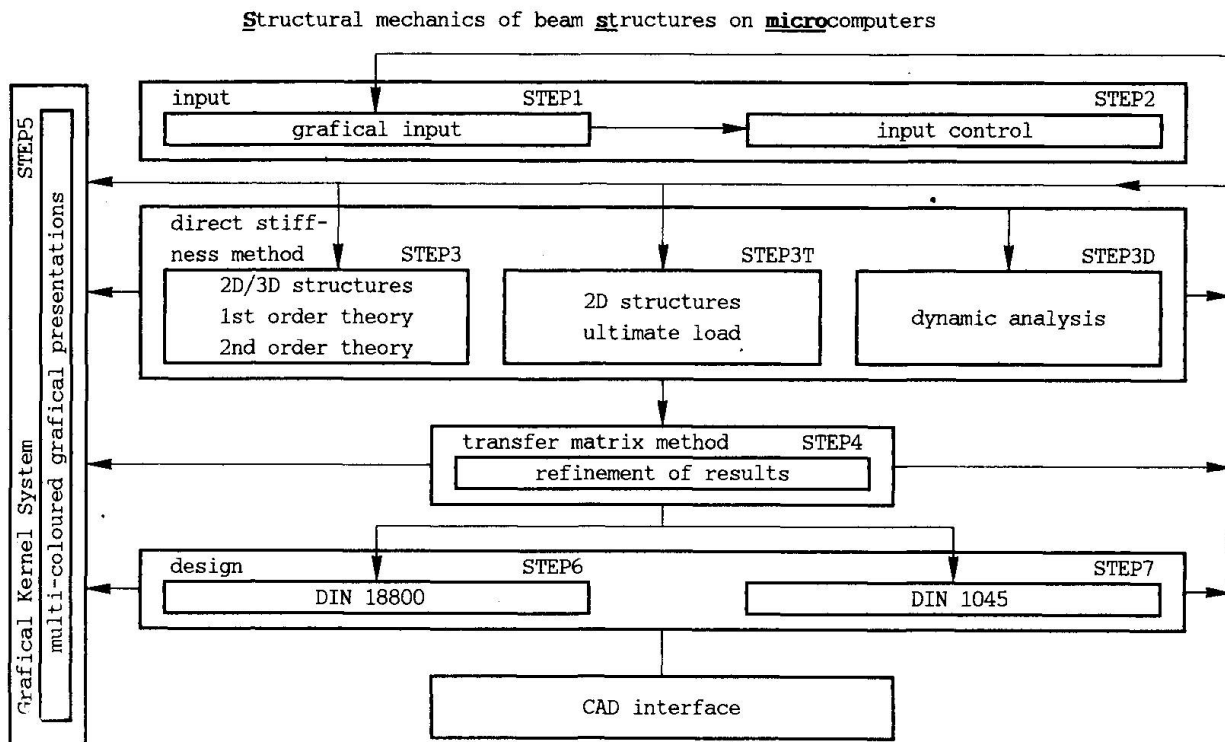 Structural mechanics of beam structures on microcomputers
input STEP1 STEP2
grafical input
input control
STEP5
Grafical Kernel System
multi-coloured grafical presentations
direct stiff-
ness method STEP3 STEP3T STEP3D
2D/3D structures
1st order theory
2nd order theory
2D structures
ultimate load
dynamic analysis
transfer matrix method STEP4
refinement of results
design STEP6 STEP7
DIN 18800
DIN 1045
CAD interface